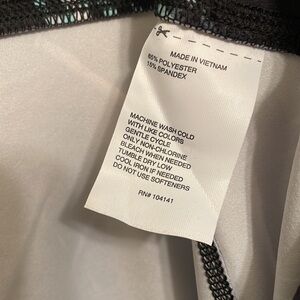 MADE IN VIETNAM
85% POLYESTER
15% SPANDEX
MACHINE WASH COLD
WITH LIKE COLORS
GENTLE CYCLE
ONLY NON-CHLORINE
BLEACH WHEN NEEDED
TUMBLE DRY LOW
COOL IRON IF NEEDED
DO NOT USE SOFTENERS
RN# 104141